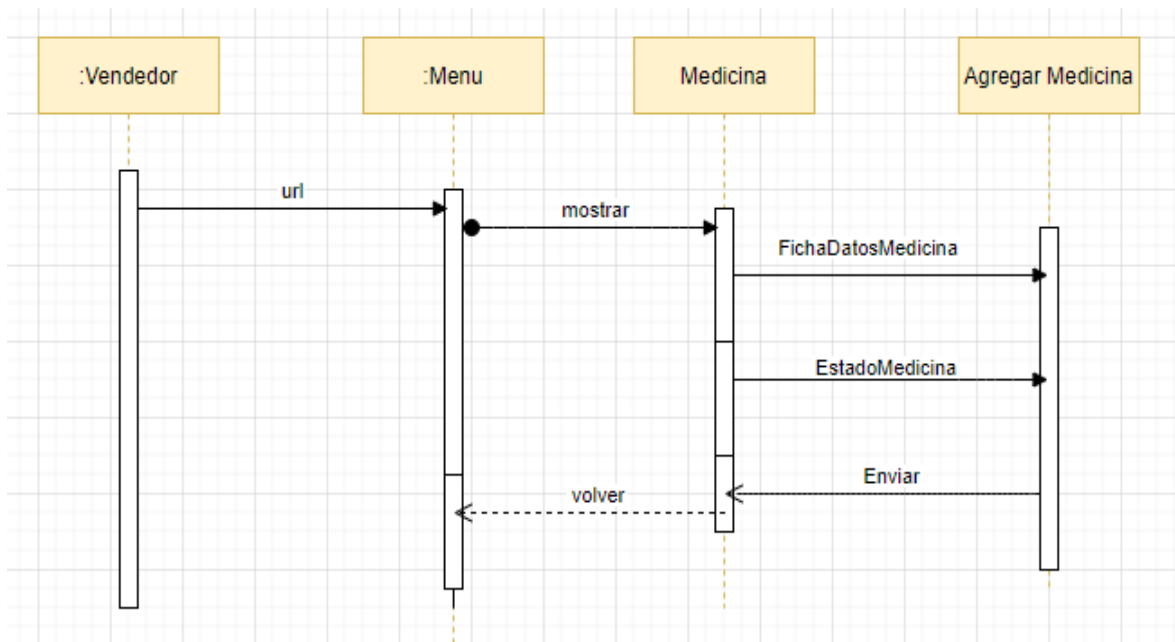 :Vendedor
:Menu
Medicina
Agregar Medicina
url
mostrar
FichaDatosMedicina
EstadoMedicina
Enviar
volver